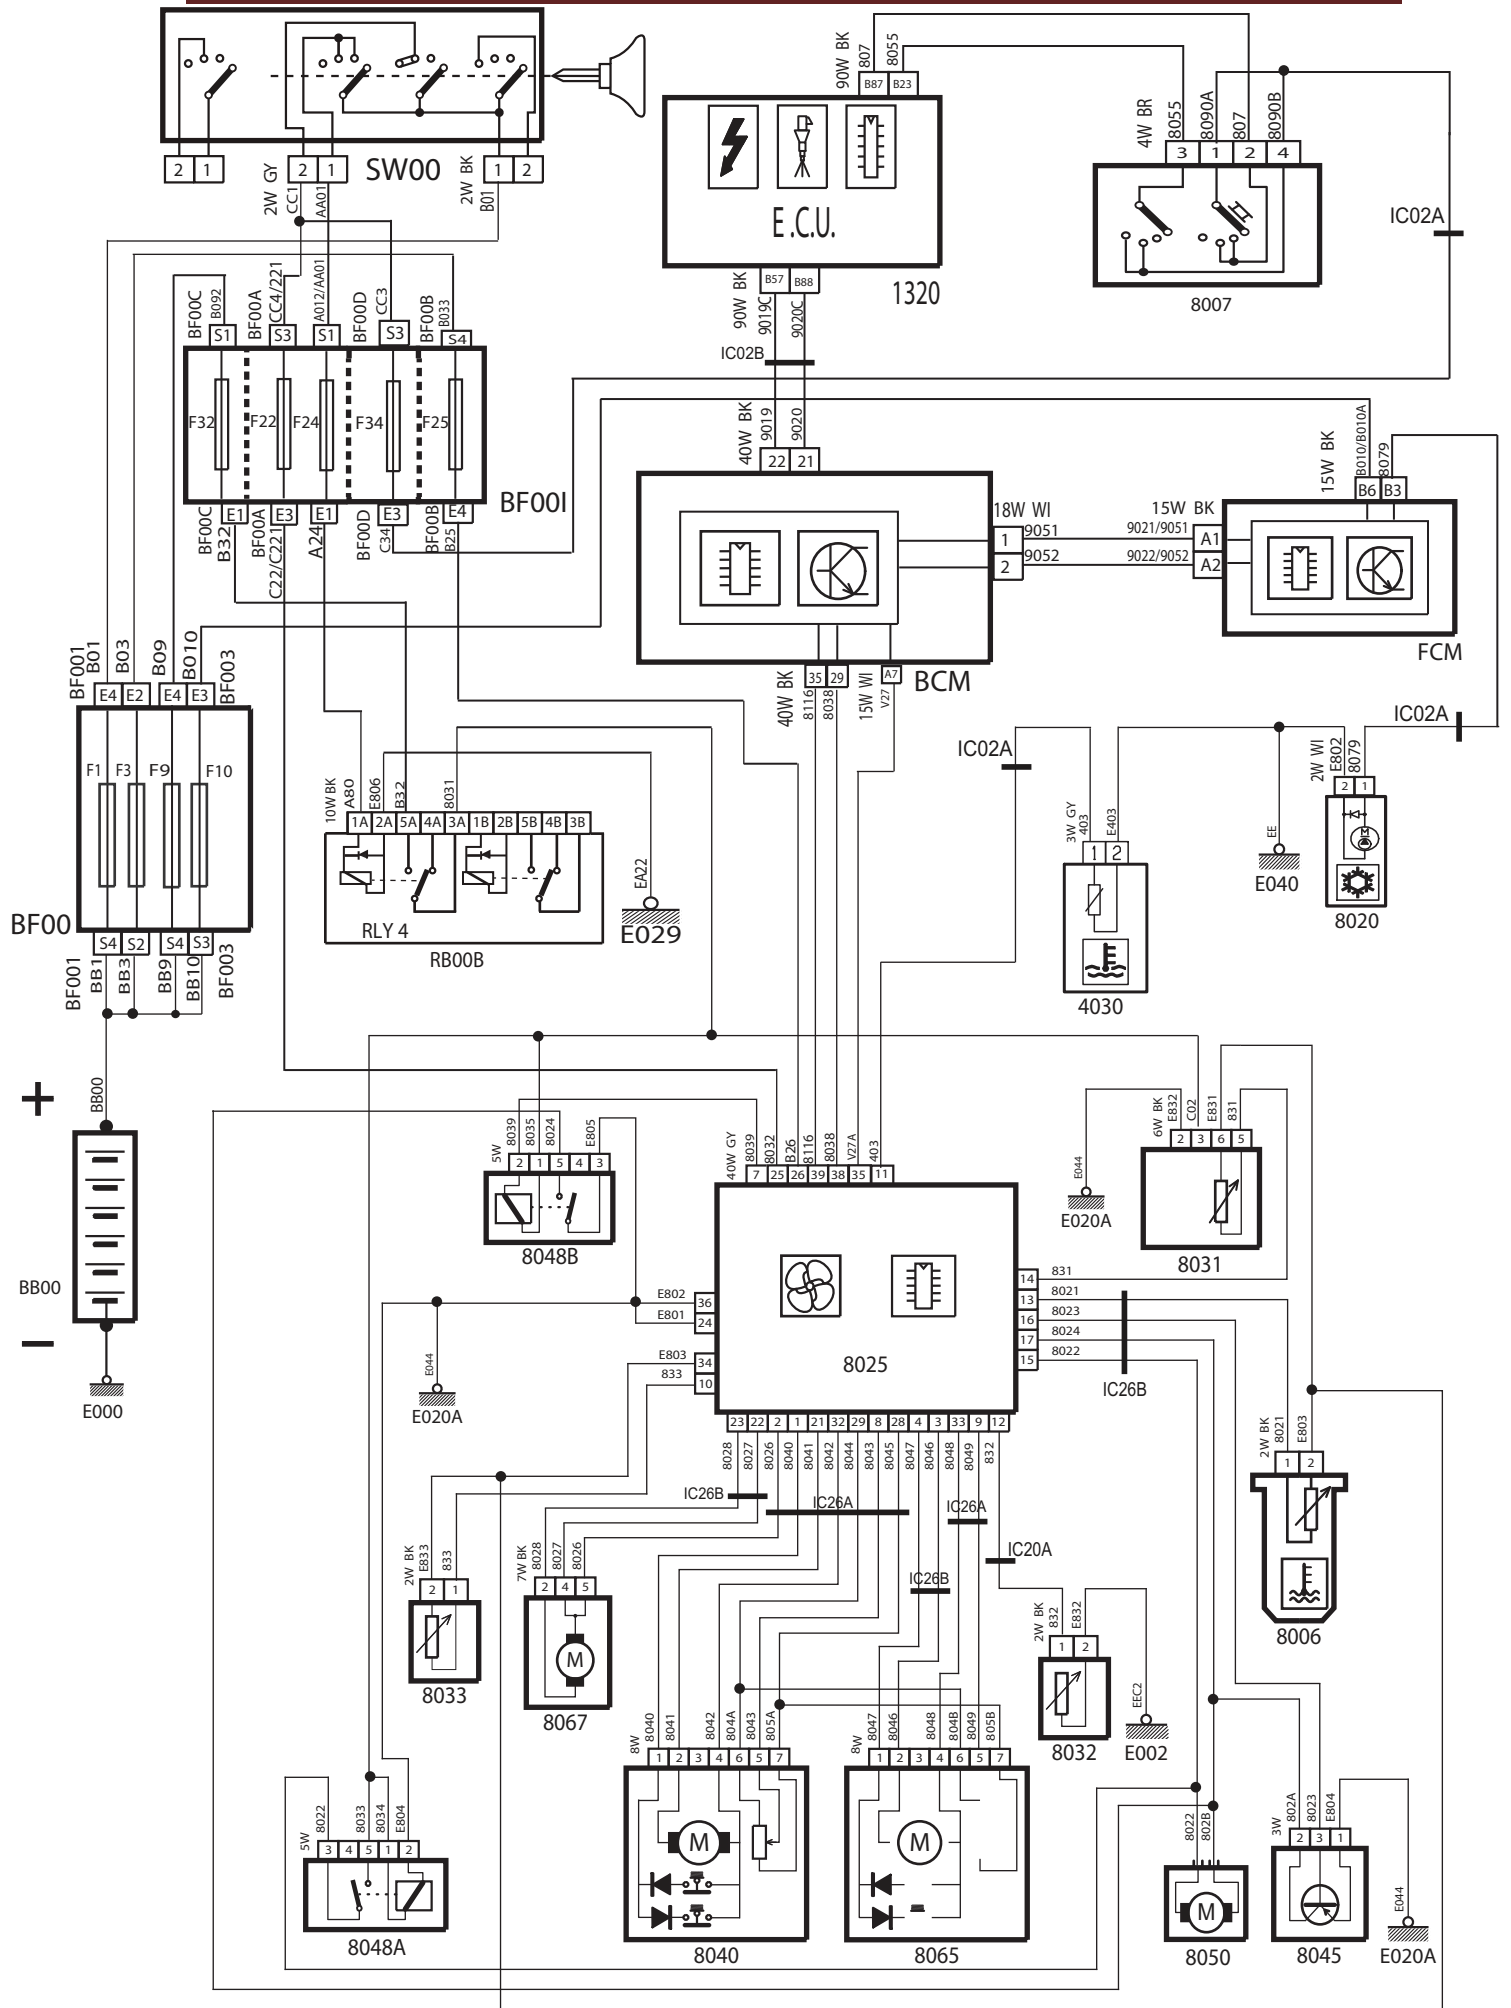 90W BK
807
8055
B87 B23
4W BR
8055
8090A
807
8090B
3 1 2 4
2 1
2W GY
2 1
SW00
2W BK
1 2
CC1
AA01
B01
E.C.U.
IC02A
8007
90W BK
B57 B88
1320
9019C
9020C
IC02B
BF00C
B092
BF00A
CC4/221
A012/AA01
BF00D
CC3
BF00B
B033
S1 S3 S1 S3 S4
F32 F22 F24 F34 F25
BF00I
E1 E3 E1 E3 E4
BF00C
B32
BF00A
C22/C221
A24
BF00D
C34
BF00B
B25
40W BK
9019
9020
22 21
15W BK
B010/B010A
8079
B6 B3
18W WI
1 9051
2 9052
15W BK
9021/9051 A1
9022/9052 A2
FCM
BCM
40W BK
35 29
8116
8038
15W WI
A7
V27
BF001
B01
B03
B09
B010
BF003
E4 E2 E4 E3
F1 F3 F9 F10
BF00
S4 S2 S4 S3
BF001
BB1
BB3
BB9
BB10
BF003
10W BK
A80
E806
B32
8031
1A 2A 5A 4A 3A 1B 2B 5B 4B 3B
RLY 4
RB00B
EA22
E029
IC02A
3W GY
403
E403
1 2
4030
EE
E040
2W WI
E802
8079
2 1
8020
IC02A
+
BB00
BB00
–
E000
5W
8039
8035
8024
E805
2 1 5 4 3
8048B
40W GY
8039
8032
B26
8116
8038
V27A
403
7 25 26 39 38 35 11
E044
E020A
6W BK
E832
C02
E831
831
2 3 6 5
8031
E802 36
E801 24
E803 34
833 10
8025
14 831
13 8021
16 8023
17 8024
15 8022
IC26B
E044
E020A
23 22 2 1 21 32 29 8 28 4 3 33 9 12
8028
8027
8026
8040
8041
8042
8044
8043
8045
8047
8046
8048
8049
832
IC26B
IC26A
IC26A
IC26B
IC20A
2W BK
8021
E803
1 2
8006
2W BK
E833
833
2 1
8033
7W BK
8028
8027
8026
2 4 5
M
8067
2W BK
832
E832
1 2
8032
EEC2
E002
5W
8022
8033
8034
E804
3 4 5 1 2
8048A
8W
8040
8041
8042
804A
8043
805A
1 2 3 4 6 5 7
M
8040
8W
8047
8046
8048
804B
8049
805B
1 2 3 4 6 5 7
M
8065
8022
802B
M
8050
3W
802A
8023
E804
2 3 1
8045
E044
E020A